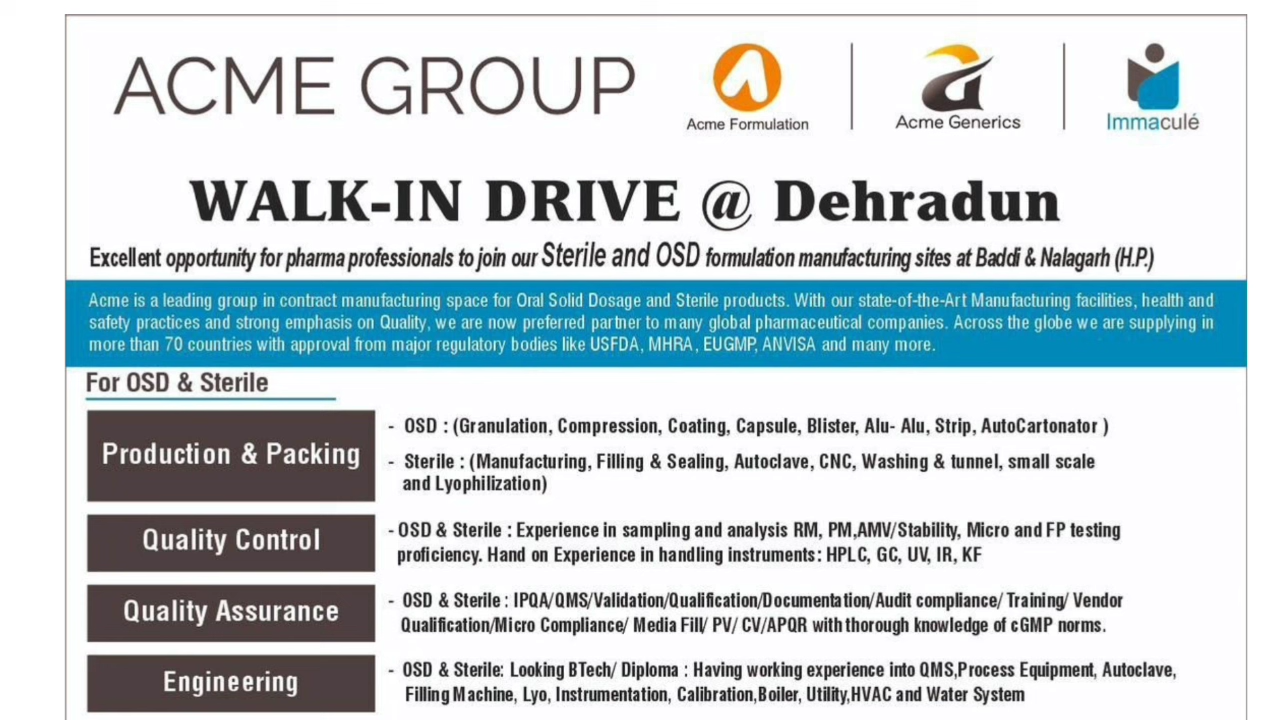 ACME GROUP
Acme Formulation
Acme Generics
Immaculé
WALK-IN DRIVE @ Dehradun
Excellent opportunity for pharma professionals to join our Sterile and OSD formulation manufacturing sites at Baddi & Nalagarh (H.P.)
Acme is a leading group in contract manufacturing space for Oral Solid Dosage and Sterile products. With our state-of-the-Art Manufacturing facilities, health and
safety practices and strong emphasis on Quality, we are now preferred partner to many global pharmaceutical companies. Across the globe we are supplying in
more than 70 countries with approval from major regulatory bodies like USFDA, MHRA, EUGMP, ANVISA and many more.
For OSD & Sterile
Production & Packing
- OSD : (Granulation, Compression, Coating, Capsule, Blister, Alu- Alu, Strip, AutoCartonator )
- Sterile : (Manufacturing, Filling & Sealing, Autoclave, CNC, Washing & tunnel, small scale
and Lyophilization)
Quality Control
- OSD & Sterile : Experience in sampling and analysis RM, PM,AMV/Stability, Micro and FP testing
proficiency. Hand on Experience in handling instruments: HPLC, GC, UV, IR, KF
Quality Assurance
- OSD & Sterile : IPQA/QMS/Validation/Qualification/Documentation/Audit compliance/ Training/ Vendor
Qualification/Micro Compliance/ Media Fill/ PV/ CV/APQR with thorough knowledge of cGMP norms.
Engineering
- OSD & Sterile: Looking BTech/ Diploma : Having working experience into QMS,Process Equipment, Autoclave,
Filling Machine, Lyo, Instrumentation, Calibration,Boiler, Utility,HVAC and Water System